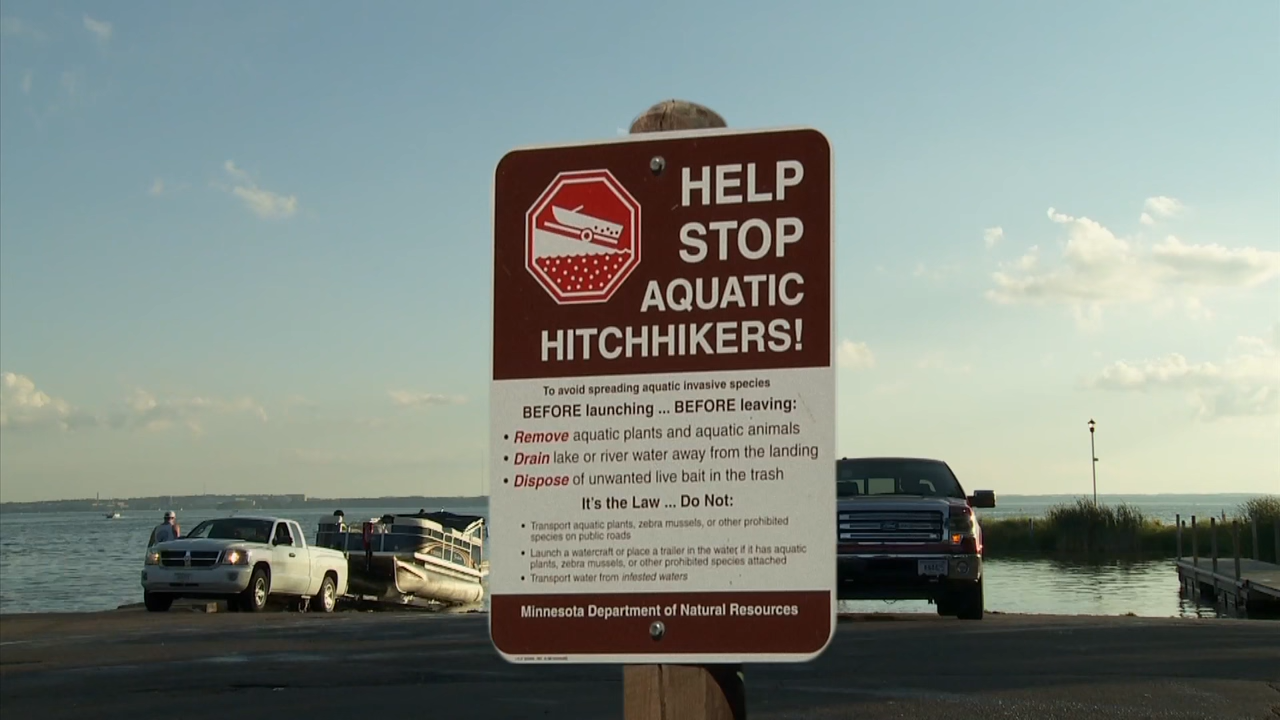 HELP
STOP
AQUATIC
HITCHHIKERS!
To avoid spreading aquatic invasive species
BEFORE launching ... BEFORE leaving:
• Remove aquatic plants and aquatic animals
• Drain lake or river water away from the landing
• Dispose of unwanted live bait in the trash
It's the Law ... Do Not:
• Transport aquatic plants, zebra mussels, or other prohibited
species on public roads
• Launch a watercraft or place a trailer in the water if it has aquatic
plants, zebra mussels, or other prohibited species attached
• Transport water from infested waters
Minnesota Department of Natural Resources